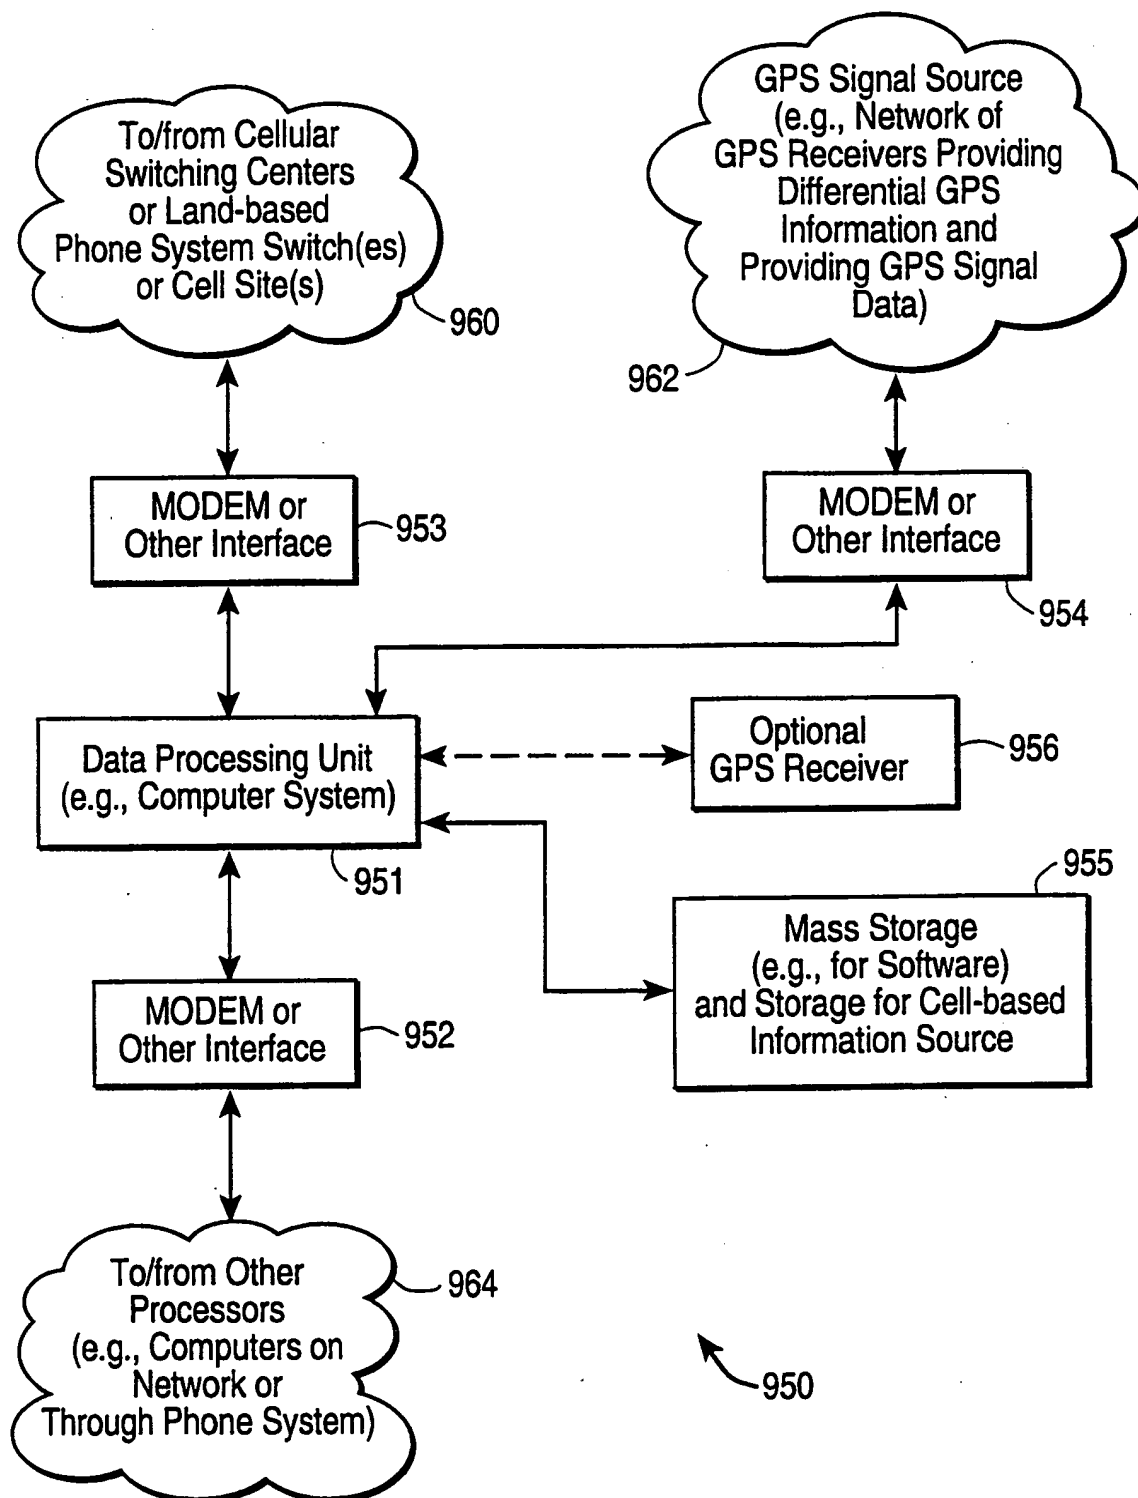 To/from Cellular
Switching Centers
or Land-based
Phone System Switch(es)
or Cell Site(s)
960
GPS Signal Source
(e.g., Network of
GPS Receivers Providing
Differential GPS
Information and
Providing GPS Signal
Data)
962
MODEM or
Other Interface
953
MODEM or
Other Interface
954
Data Processing Unit
(e.g., Computer System)
951
Optional
GPS Receiver
956
955
Mass Storage
(e.g., for Software)
and Storage for Cell-based
Information Source
MODEM or
Other Interface
952
To/from Other
Processors
(e.g., Computers on
Network or
Through Phone System)
964
950